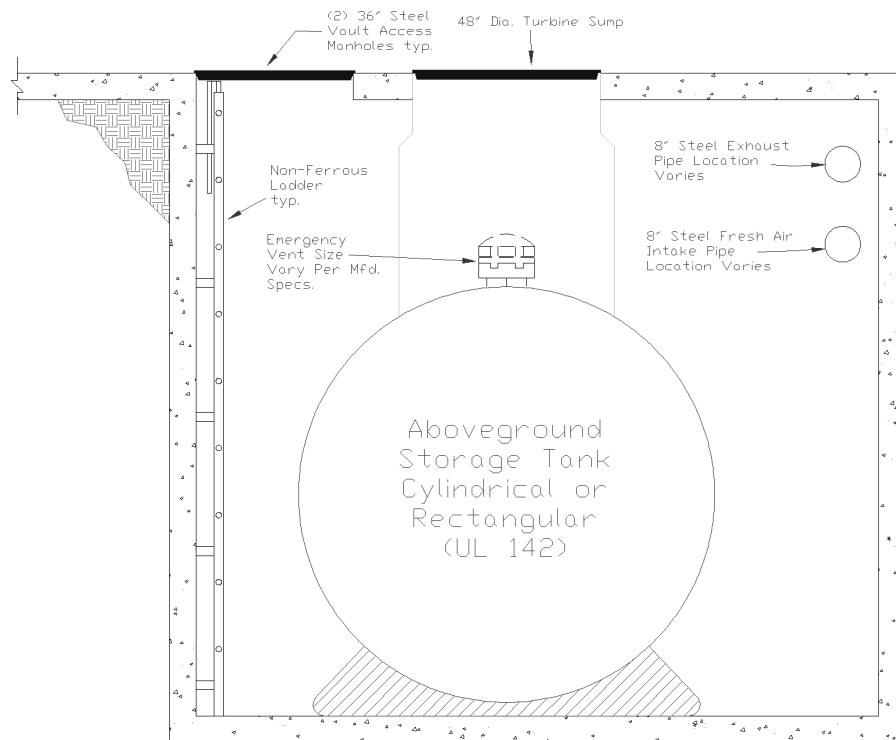 (2) 36" Steel
Vault Access
Manholes typ.
48" Dia. Turbine Sump
Non-Ferrous
Ladder
typ.
Emergency
Vent Size
Vary Per Mfd.
Specs.
8" Steel Exhaust
Pipe Location
Varies
8" Steel Fresh Air
Intake Pipe
Location Varies
Aboveground
Storage Tank
Cylindrical or
Rectangular
(UL 142)